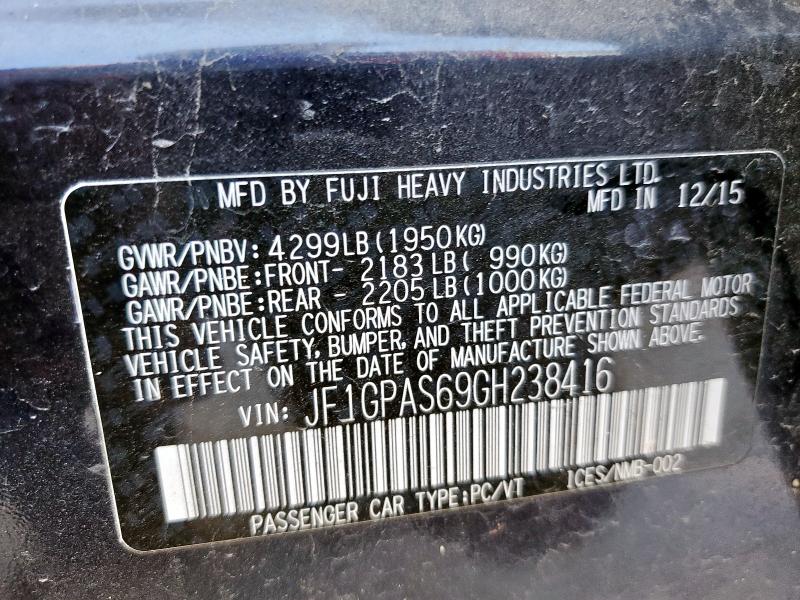 MFD BY FUJI HEAVY INDUSTRIES LTD.
MFD IN 12/15
GVWR/PNBV: 4299LB(1950KG)
GAWR/PNBE:FRONT- 2183 LB( 990KG)
GAWR/PNBE:REAR - 2205 LB(1000KG)
THIS VEHICLE CONFORMS TO ALL APPLICABLE FEDERAL MOTOR
VEHICLE SAFETY, BUMPER, AND THEFT PREVENTION STANDARDS
IN EFFECT ON THE DATE OF MANUFACTURE SHOWN ABOVE.
VIN: JF1GPAS69GH238416
PASSENGER CAR TYPE;PC/VT ICES/NMB-002